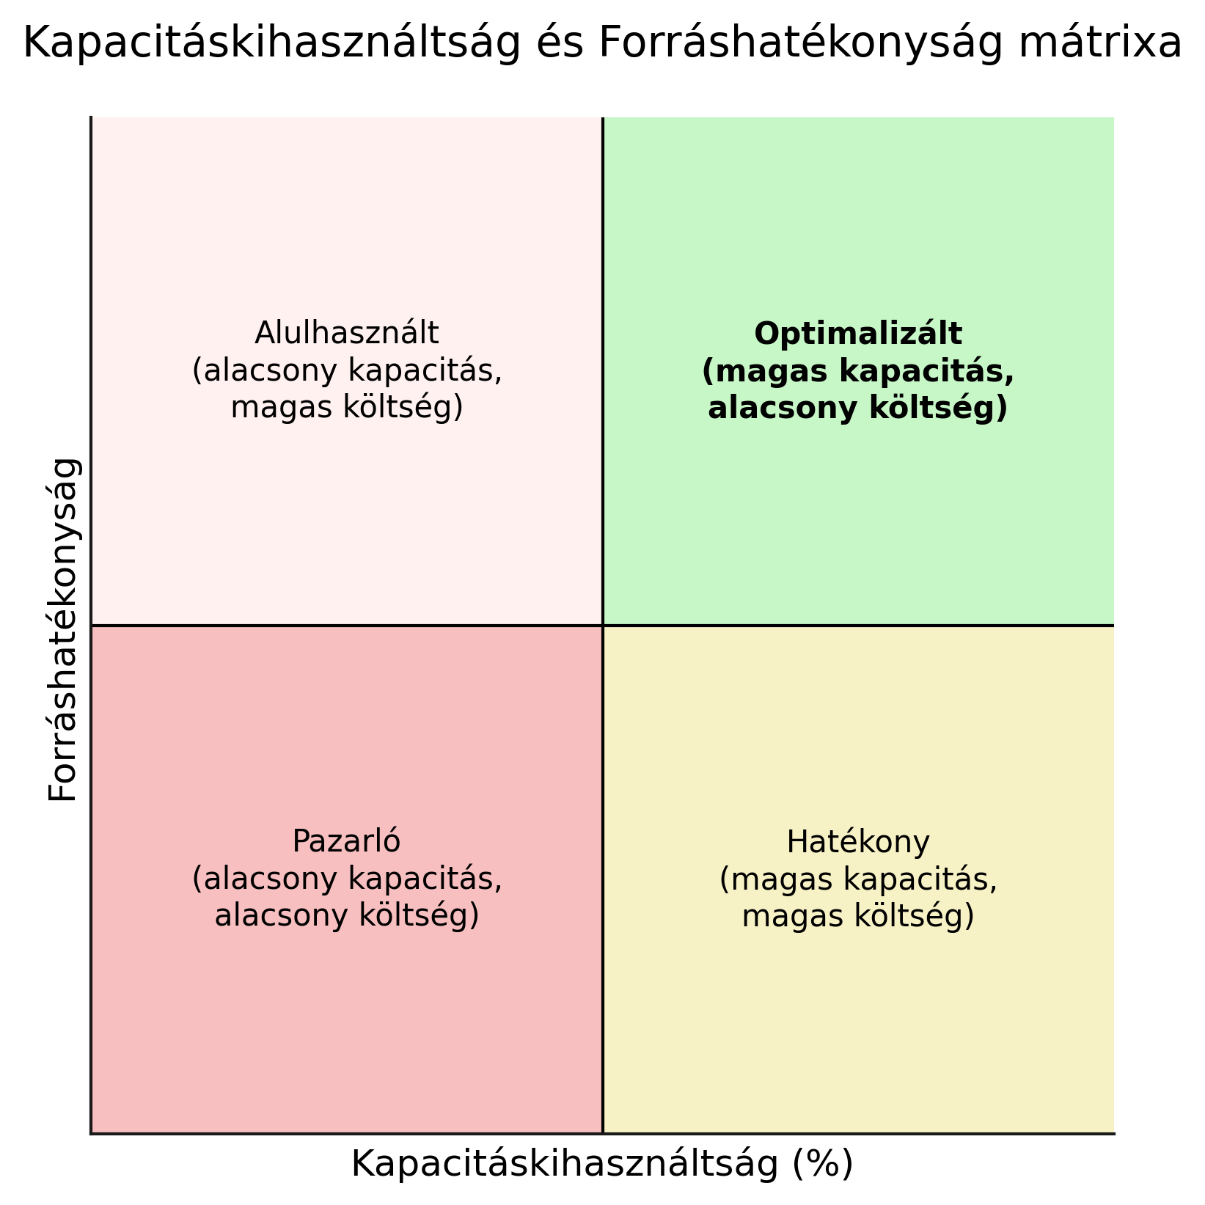 Kapacitáskihasználtság és Forráshatékonyság mátrixa
Alulhasznált
(alacsony kapacitás,
magas költség)
Optimalizált
(magas kapacitás,
alacsony költség)
Forráshatékonyság
Pazarló
(alacsony kapacitás,
alacsony költség)
Hatékony
(magas kapacitás,
magas költség)
Kapacitáskihasználtság (%)